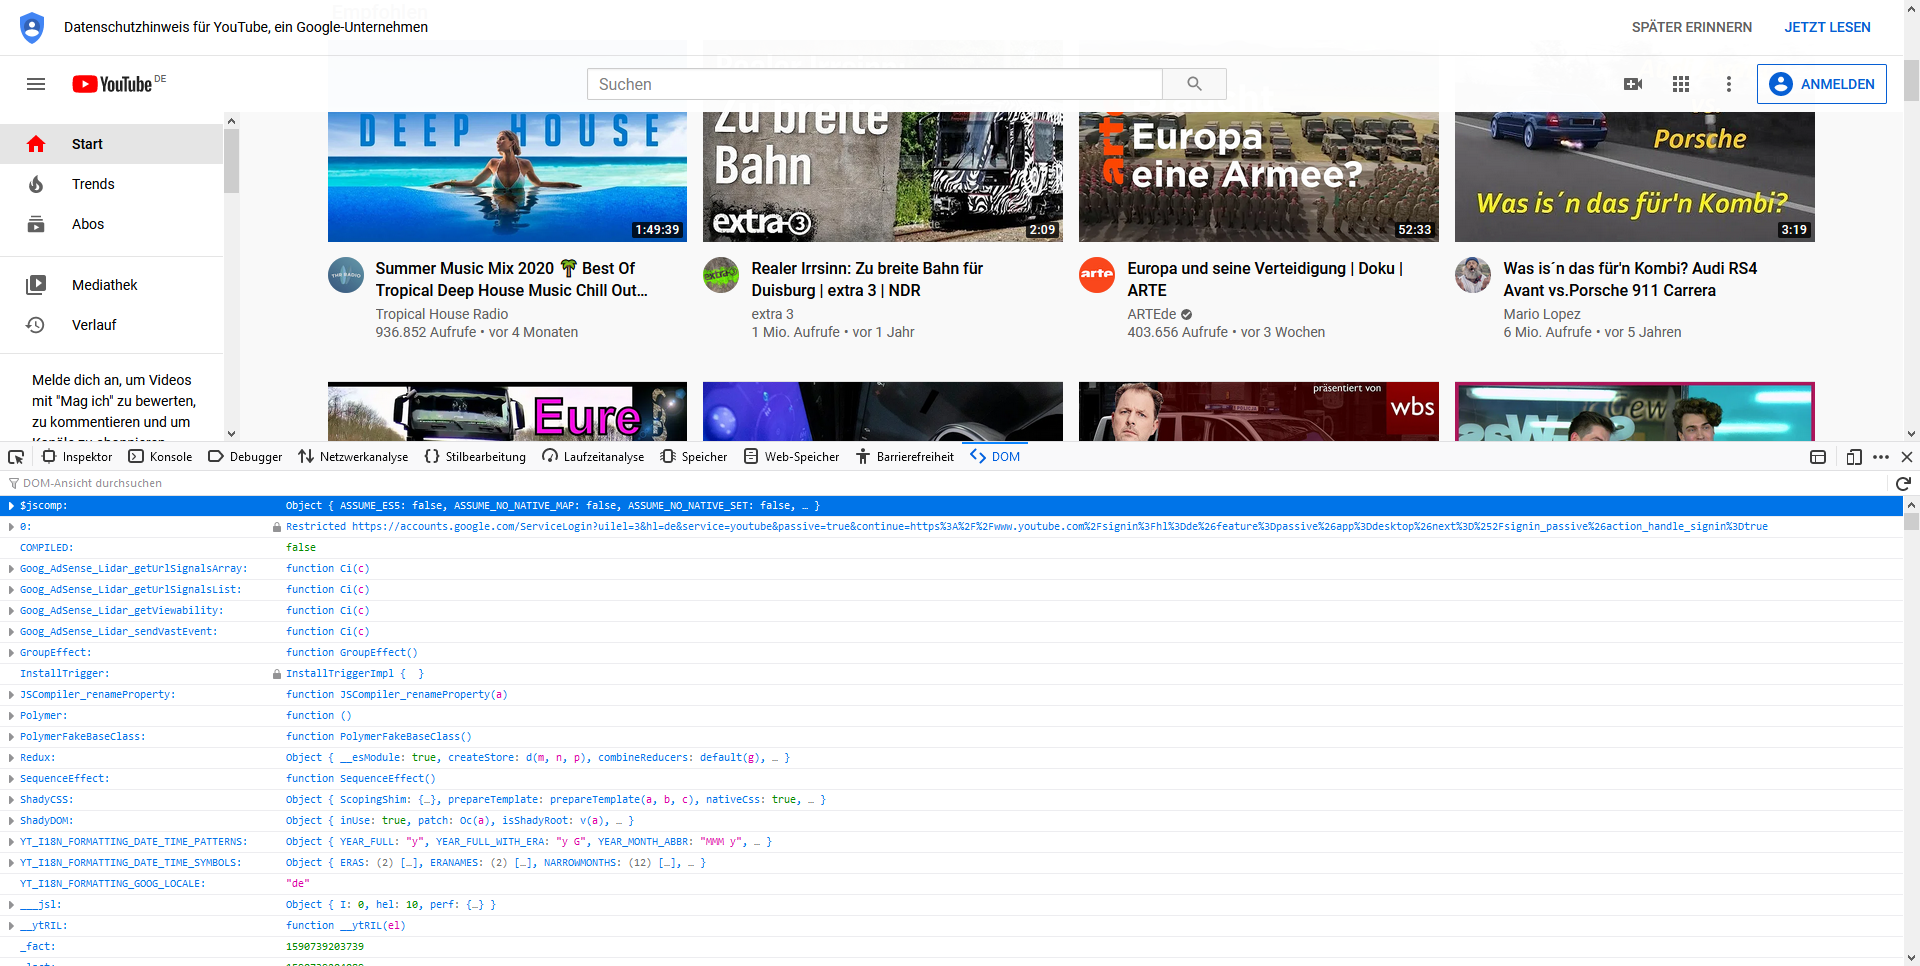 Empfohlen
Datenschutzhinweis für YouTube, ein Google-Unternehmen
SPÄTER ERINNERN
JETZT LESEN
YouTube DE
Suchen
ANMELDEN
Start
Trends
Abos
Mediathek
Verlauf
Melde dich an, um Videos
mit "Mag ich" zu bewerten,
zu kommentieren und um
Kanäle zu abonnieren.
DEEP HOUSE
1:49:39
Zu breite
Bahn
extra 3
2:09
arte
Europa
eine Armee?
52:33
vs.
Porsche
Was is´n das für'n Kombi?
3:19
THR RADIO
Summer Music Mix 2020 🌴 Best Of
Tropical Deep House Music Chill Out...
Tropical House Radio
936.852 Aufrufe • vor 4 Monaten
extra 3
Realer Irrsinn: Zu breite Bahn für
Duisburg | extra 3 | NDR
extra 3
1 Mio. Aufrufe • vor 1 Jahr
arte
Europa und seine Verteidigung | Doku |
ARTE
ARTEde
403.656 Aufrufe • vor 3 Wochen
Was is´n das für'n Kombi? Audi RS4
Avant vs.Porsche 911 Carrera
Mario Lopez
6 Mio. Aufrufe • vor 5 Jahren
Eure
POLICJA
präsentiert von
wbs
Inspektor
Konsole
Debugger
Netzwerkanalyse
Stilbearbeitung
Laufzeitanalyse
Speicher
Web-Speicher
Barrierefreiheit
DOM
DOM-Ansicht durchsuchen
$jscomp: Object { ASSUME_ES5: false, ASSUME_NO_NATIVE_MAP: false, ASSUME_NO_NATIVE_SET: false, … }
0: Restricted https://accounts.google.com/ServiceLogin?uilel=3&hl=de&service=youtube&passive=true&continue=https%3A%2F%2Fwww.youtube.com%2Fsignin%3Fhl%3Dde%26feature%3Dpassive%26app%3Ddesktop%26next%3D%252Fsignin_passive%26action_handle_signin%3Dtrue
COMPILED: false
Goog_AdSense_Lidar_getUrlSignalsArray: function Ci(c)
Goog_AdSense_Lidar_getUrlSignalsList: function Ci(c)
Goog_AdSense_Lidar_getViewability: function Ci(c)
Goog_AdSense_Lidar_sendVastEvent: function Ci(c)
GroupEffect: function GroupEffect()
InstallTrigger: InstallTriggerImpl {  }
JSCompiler_renameProperty: function JSCompiler_renameProperty(a)
Polymer: function ()
PolymerFakeBaseClass: function PolymerFakeBaseClass()
Redux: Object { __esModule: true, createStore: d(m, n, p), combineReducers: default(g), … }
SequenceEffect: function SequenceEffect()
ShadyCSS: Object { ScopingShim: {…}, prepareTemplate: prepareTemplate(a, b, c), nativeCss: true, … }
ShadyDOM: Object { inUse: true, patch: Oc(a), isShadyRoot: v(a), … }
YT_I18N_FORMATTING_DATE_TIME_PATTERNS: Object { YEAR_FULL: "y", YEAR_FULL_WITH_ERA: "y G", YEAR_MONTH_ABBR: "MMM y", … }
YT_I18N_FORMATTING_DATE_TIME_SYMBOLS: Object { ERAS: (2) […], ERANAMES: (2) […], NARROWMONTHS: (12) […], … }
YT_I18N_FORMATTING_GOOG_LOCALE: "de"
___jsl: Object { I: 0, hel: 10, perf: {…} }
__ytRIL: function __ytRIL(el)
_fact: 1590739203739